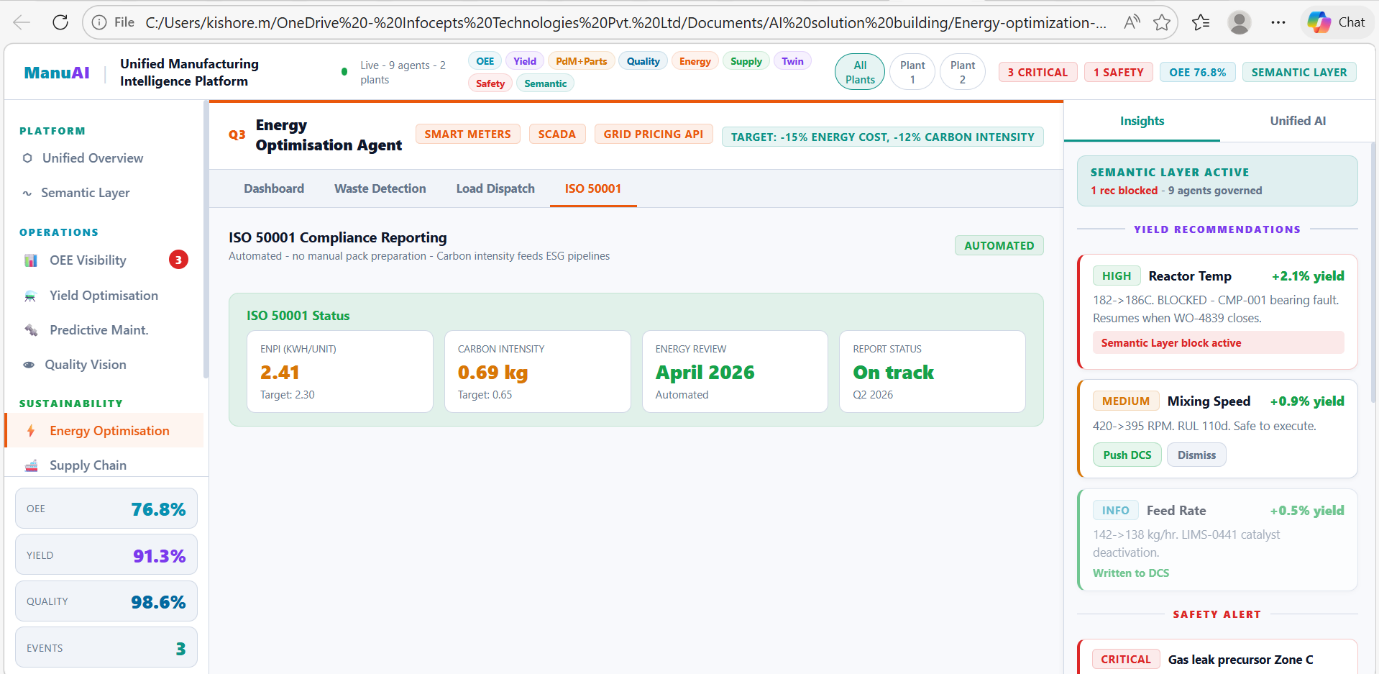 File
C:/Users/kishore.m/OneDrive%20-%20Infocepts%20Technologies%20Pvt.%20Ltd/Documents/AI%20solution%20building/Energy-optimization-...
Chat
ManuAI
Unified Manufacturing
Intelligence Platform
Live - 9 agents - 2
plants
OEE Yield PdM+Parts Quality Energy Supply Twin
Safety Semantic
All
Plants
Plant
1
Plant
2
3 CRITICAL
1 SAFETY
OEE 76.8%
SEMANTIC LAYER
PLATFORM
Unified Overview
Semantic Layer
OPERATIONS
OEE Visibility 3
Yield Optimisation
Predictive Maint.
Quality Vision
SUSTAINABILITY
Energy Optimisation
Supply Chain
OEE 76.8%
YIELD 91.3%
QUALITY 98.6%
EVENTS 3
Q3
Energy
Optimisation Agent
SMART METERS
SCADA
GRID PRICING API
TARGET: -15% ENERGY COST, -12% CARBON INTENSITY
Dashboard Waste Detection Load Dispatch ISO 50001
ISO 50001 Compliance Reporting
Automated - no manual pack preparation - Carbon intensity feeds ESG pipelines
AUTOMATED
ISO 50001 Status
ENPI (KWH/UNIT)
2.41
Target: 2.30
CARBON INTENSITY
0.69 kg
Target: 0.65
ENERGY REVIEW
April 2026
Automated
REPORT STATUS
On track
Q2 2026
Insights Unified AI
SEMANTIC LAYER ACTIVE
1 rec blocked - 9 agents governed
YIELD RECOMMENDATIONS
HIGH Reactor Temp +2.1% yield
182->186C. BLOCKED - CMP-001 bearing fault.
Resumes when WO-4839 closes.
Semantic Layer block active
MEDIUM Mixing Speed +0.9% yield
420->395 RPM. RUL 110d. Safe to execute.
Push DCS Dismiss
INFO Feed Rate +0.5% yield
142->138 kg/hr. LIMS-0441 catalyst
deactivation.
Written to DCS
SAFETY ALERT
CRITICAL Gas leak precursor Zone C